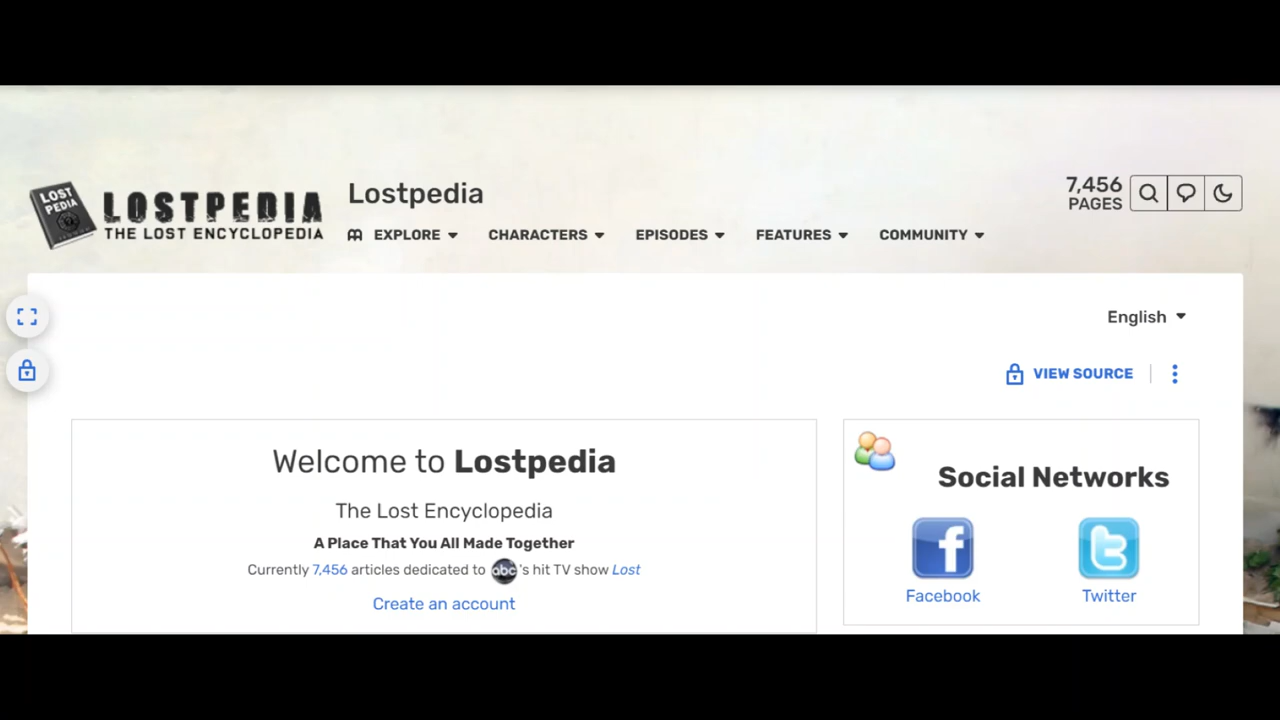 LOST
PEDIA
LOSTPEDIA
THE LOST ENCYCLOPEDIA
Lostpedia
EXPLORE CHARACTERS EPISODES FEATURES COMMUNITY
7,456
PAGES
English
VIEW SOURCE
Welcome to Lostpedia
The Lost Encyclopedia
A Place That You All Made Together
Currently 7,456 articles dedicated to abc's hit TV show Lost
Create an account
Social Networks
Facebook Twitter